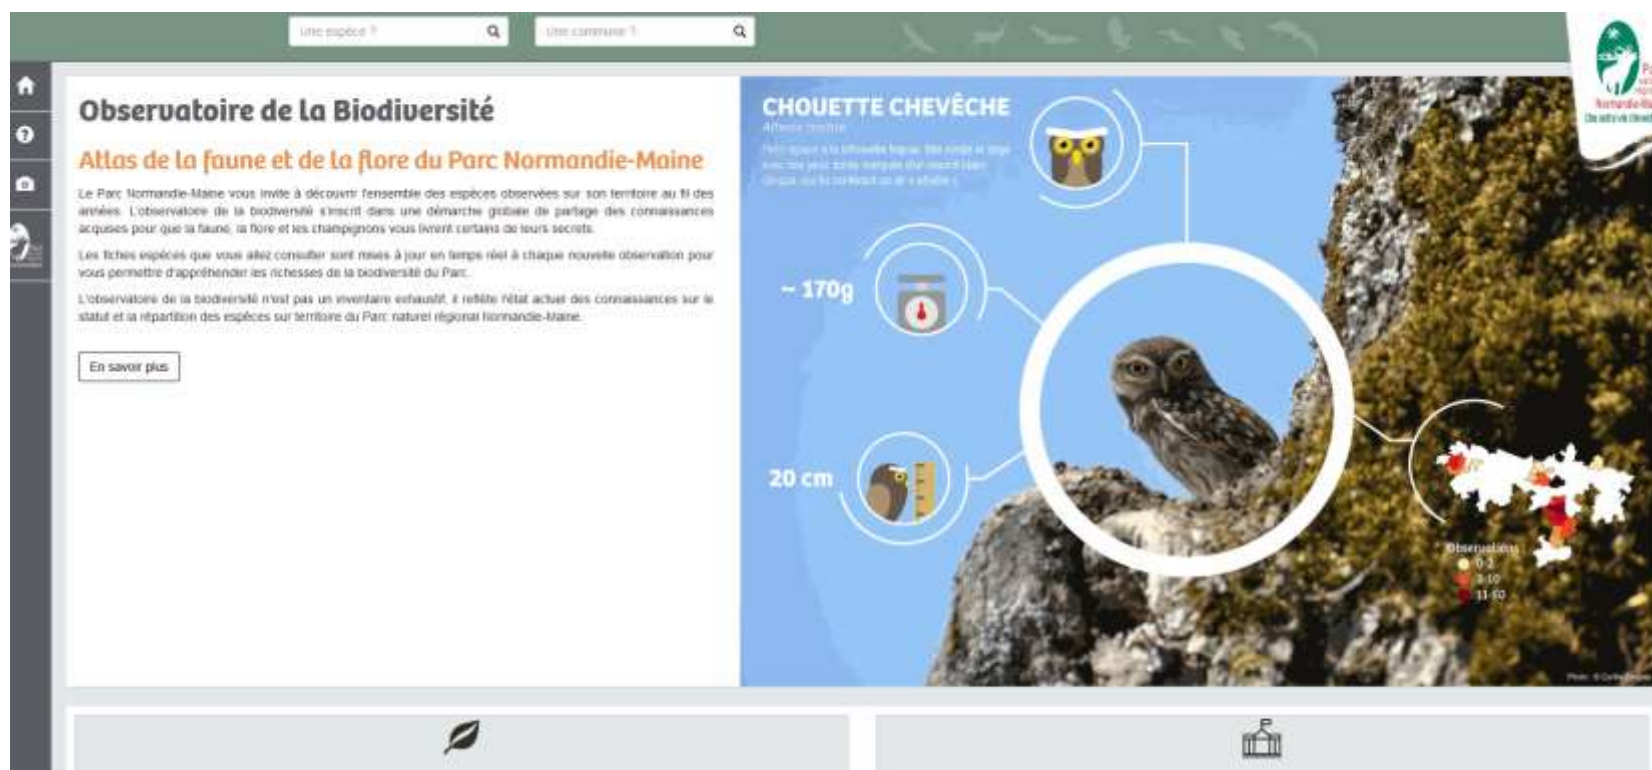 Une espèce ?
Une commune ?
Observatoire de la Biodiversité
Atlas de la faune et de la flore du Parc Normandie-Maine
Le Parc Normandie-Maine vous invite à découvrir l'ensemble des espèces observées sur son territoire au fil des
années. L'observatoire de la biodiversité s'inscrit dans une démarche globale de partage des connaissances
acquises pour que la faune, la flore et les champignons vous livrent certains de leurs secrets.
Les fiches espèces que vous allez consulter sont mises à jour en temps réel à chaque nouvelle observation pour
vous permettre d'appréhender les richesses de la biodiversité du Parc.
L'observatoire de la biodiversité n'est pas un inventaire exhaustif, il reflète l'état actuel des connaissances sur le
statut et la répartition des espèces sur territoire du Parc naturel régional Normandie-Maine.
En savoir plus
CHOUETTE CHEVÊCHE
~ 170g
20 cm
Observations
0-2
3-10
11-50